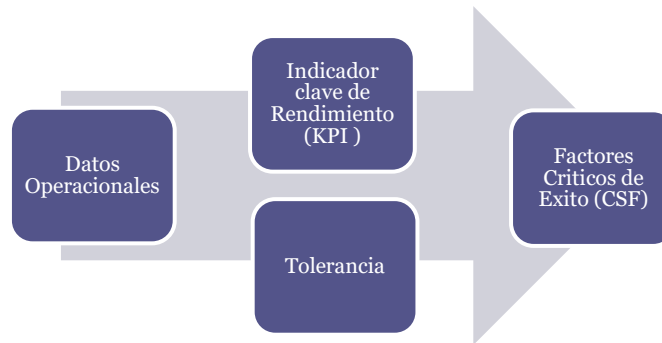 Indicador
clave de
Rendimiento
(KPI )
Datos
Operacionales
Factores
Criticos de
Exito (CSF)
Tolerancia